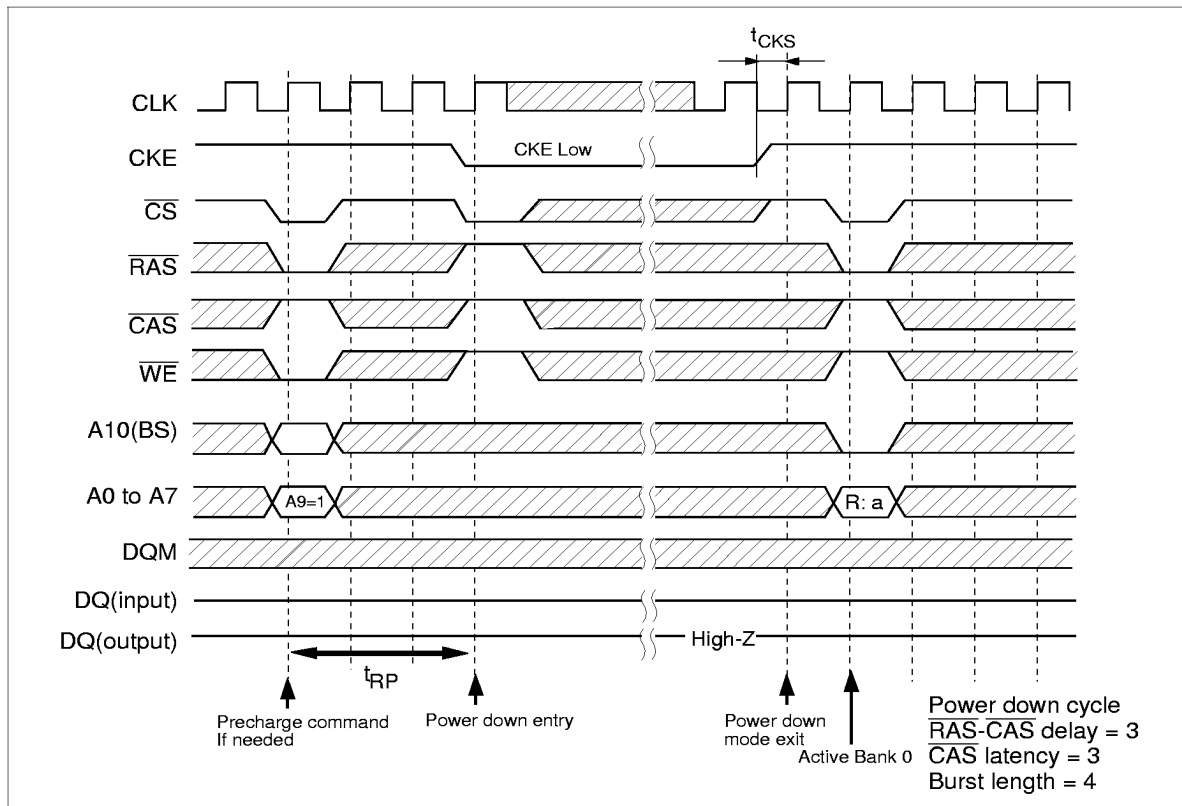 tCKS
CLK
CKE
CKE Low
CS
RAS
CAS
WE
A10(BS)
A0 to A7
A9=1
R: a
DQM
DQ(input)
DQ(output)
High-Z
tRP
Precharge command
If needed
Power down entry
Power down
mode exit
Active Bank 0
Power down cycle
RAS-CAS delay = 3
CAS latency = 3
Burst length = 4